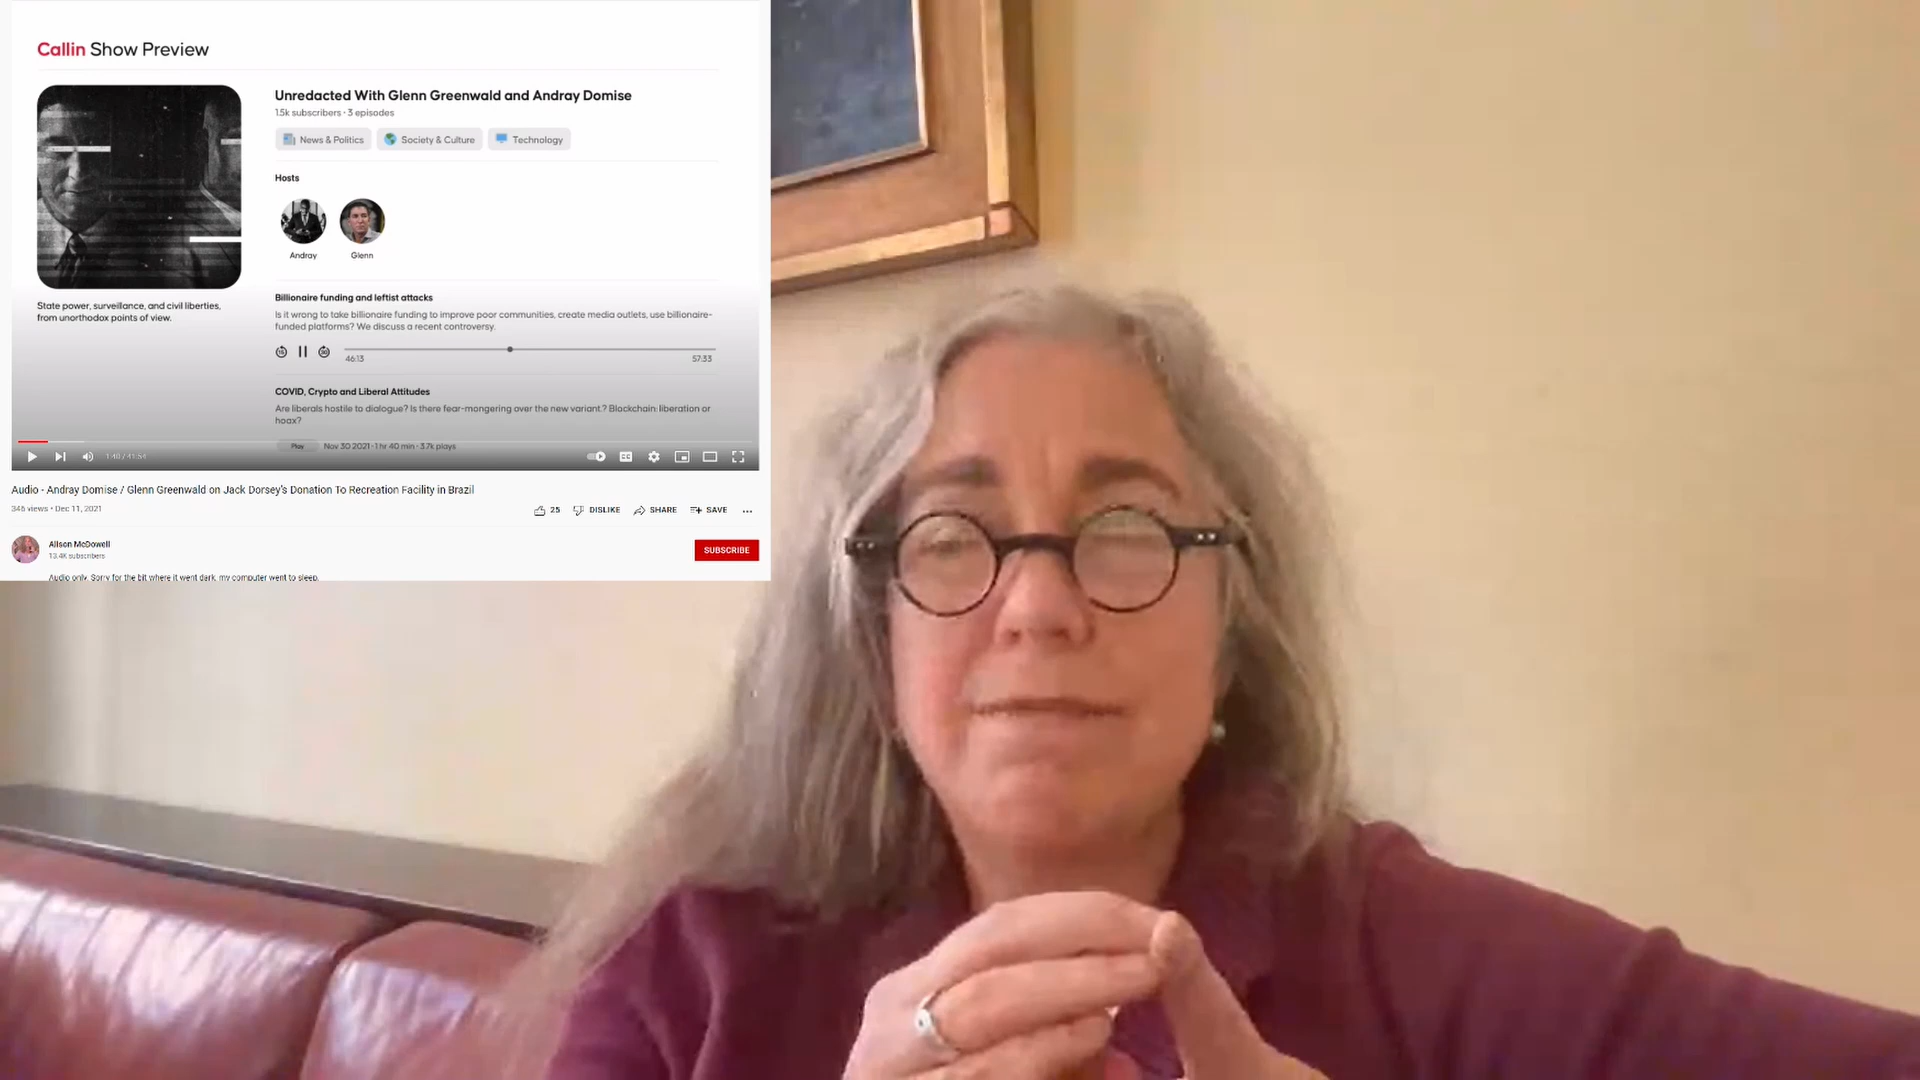 Callin Show Preview
Unredacted With Glenn Greenwald and Andray Domise
1.5k subscribers · 3 episodes
News & Politics
Society & Culture
Technology
Hosts
Andray
Glenn
State power, surveillance, and civil liberties,
from unorthodox points of view.
Billionaire funding and leftist attacks
Is it wrong to take billionaire funding to improve poor communities, create media outlets, use billionaire-
funded platforms? We discuss a recent controversy.
46:13
57:33
COVID, Crypto and Liberal Attitudes
Are liberals hostile to dialogue? Is there fear-mongering over the new variant? Blockchain: liberation or
hoax?
Play
Nov 30 2021 · 1 hr 40 min · 3.7k plays
Audio - Andray Domise / Glenn Greenwald on Jack Dorsey's Donation To Recreation Facility in Brazil
346 views • Dec 11, 2021
25
DISLIKE
SHARE
SAVE
Alison McDowell
13.4K subscribers
SUBSCRIBE
Audio only. Sorry for the bit where it went dark, my computer went to sleep.